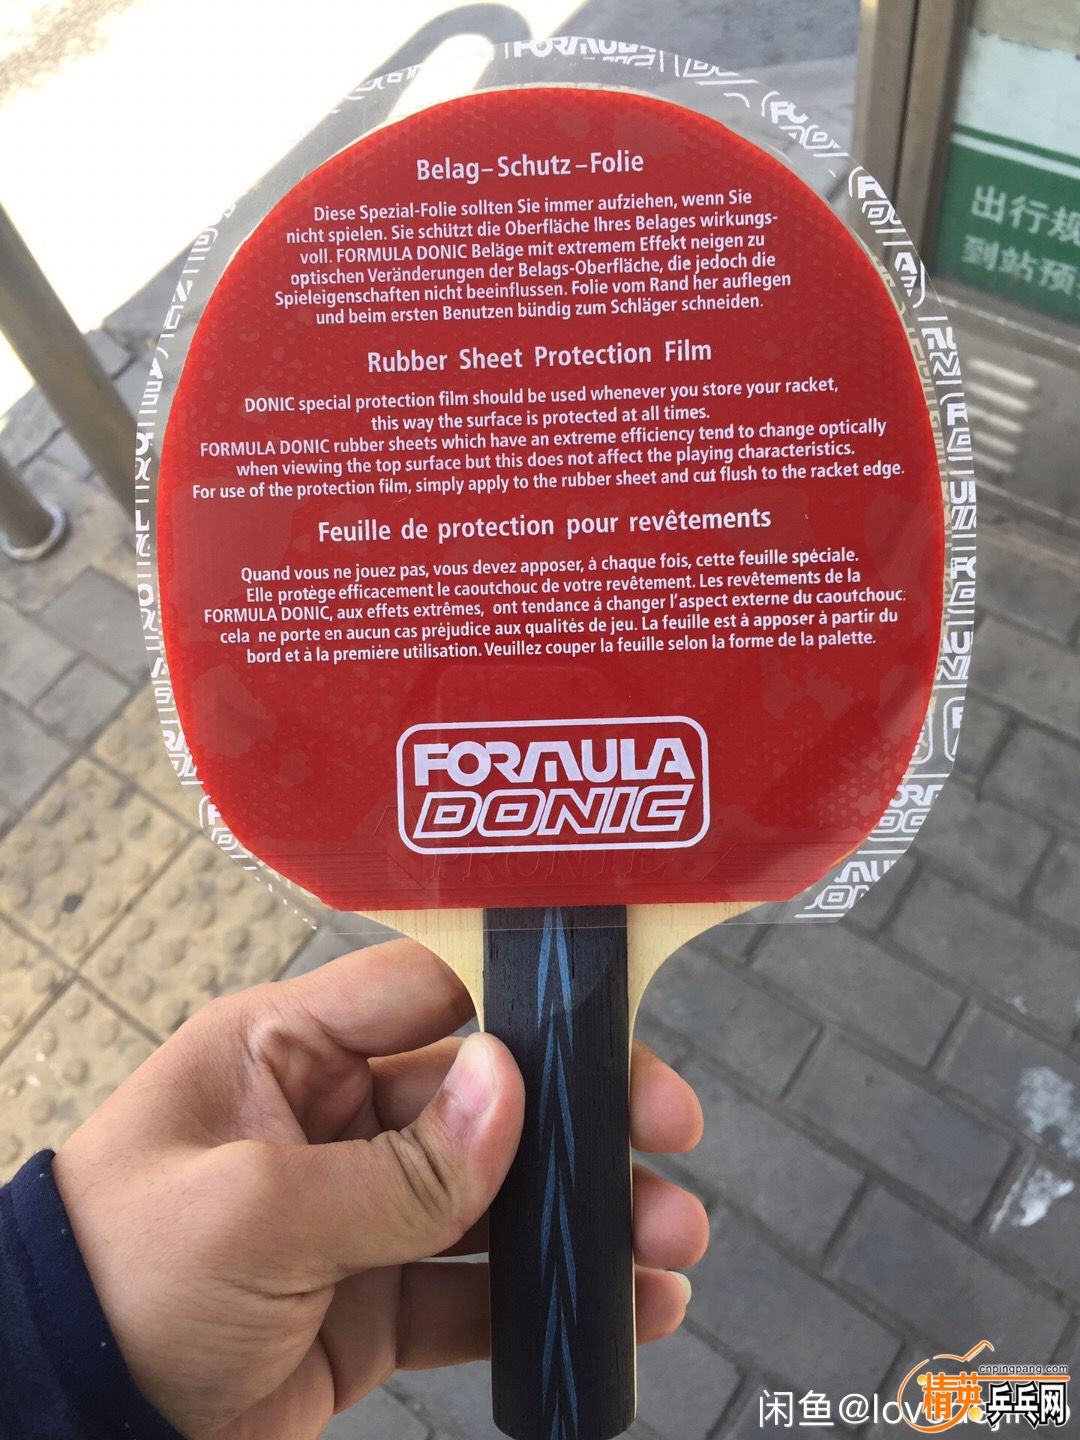 FORMULA
Belag-Schutz-Folie
Diese Spezial-Folie sollten Sie immer aufziehen, wenn Sie
nicht spielen. Sie schützt die Oberfläche Ihres Belages wirkungs-
voll. FORMULA DONIC Beläge mit extremem Effekt neigen zu
optischen Veränderungen der Belags-Oberfläche, die jedoch die
Spieleigenschaften nicht beeinflussen. Folie vom Rand her auflegen
und beim ersten Benutzen bündig zum Schläger schneiden.
Rubber Sheet Protection Film
DONIC special protection film should be used whenever you store your racket,
this way the surface is protected at all times.
FORMULA DONIC rubber sheets which have an extreme efficiency tend to change optically
when viewing the top surface but this does not affect the playing characteristics.
For use of the protection film, simply apply to the rubber sheet and cut flush to the racket edge.
Feuille de protection pour revêtements
Quand vous ne jouez pas, vous devez apposer, à chaque fois, cette feuille spéciale.
Elle protège efficacement le caoutchouc de votre revêtement. Les revêtements de la
FORMULA DONIC, aux effets extrêmes, ont tendance à changer l'aspect externe du caoutchouc;
cela ne porte en aucun cas préjudice aux qualités de jeu. La feuille est à apposer à partir du
bord et à la première utilisation. Veuillez couper la feuille selon la forme de la palette.
FORMULA
DONIC
出行规
到站预
cnpingpang.com
精英乒乓网
闲鱼@lov